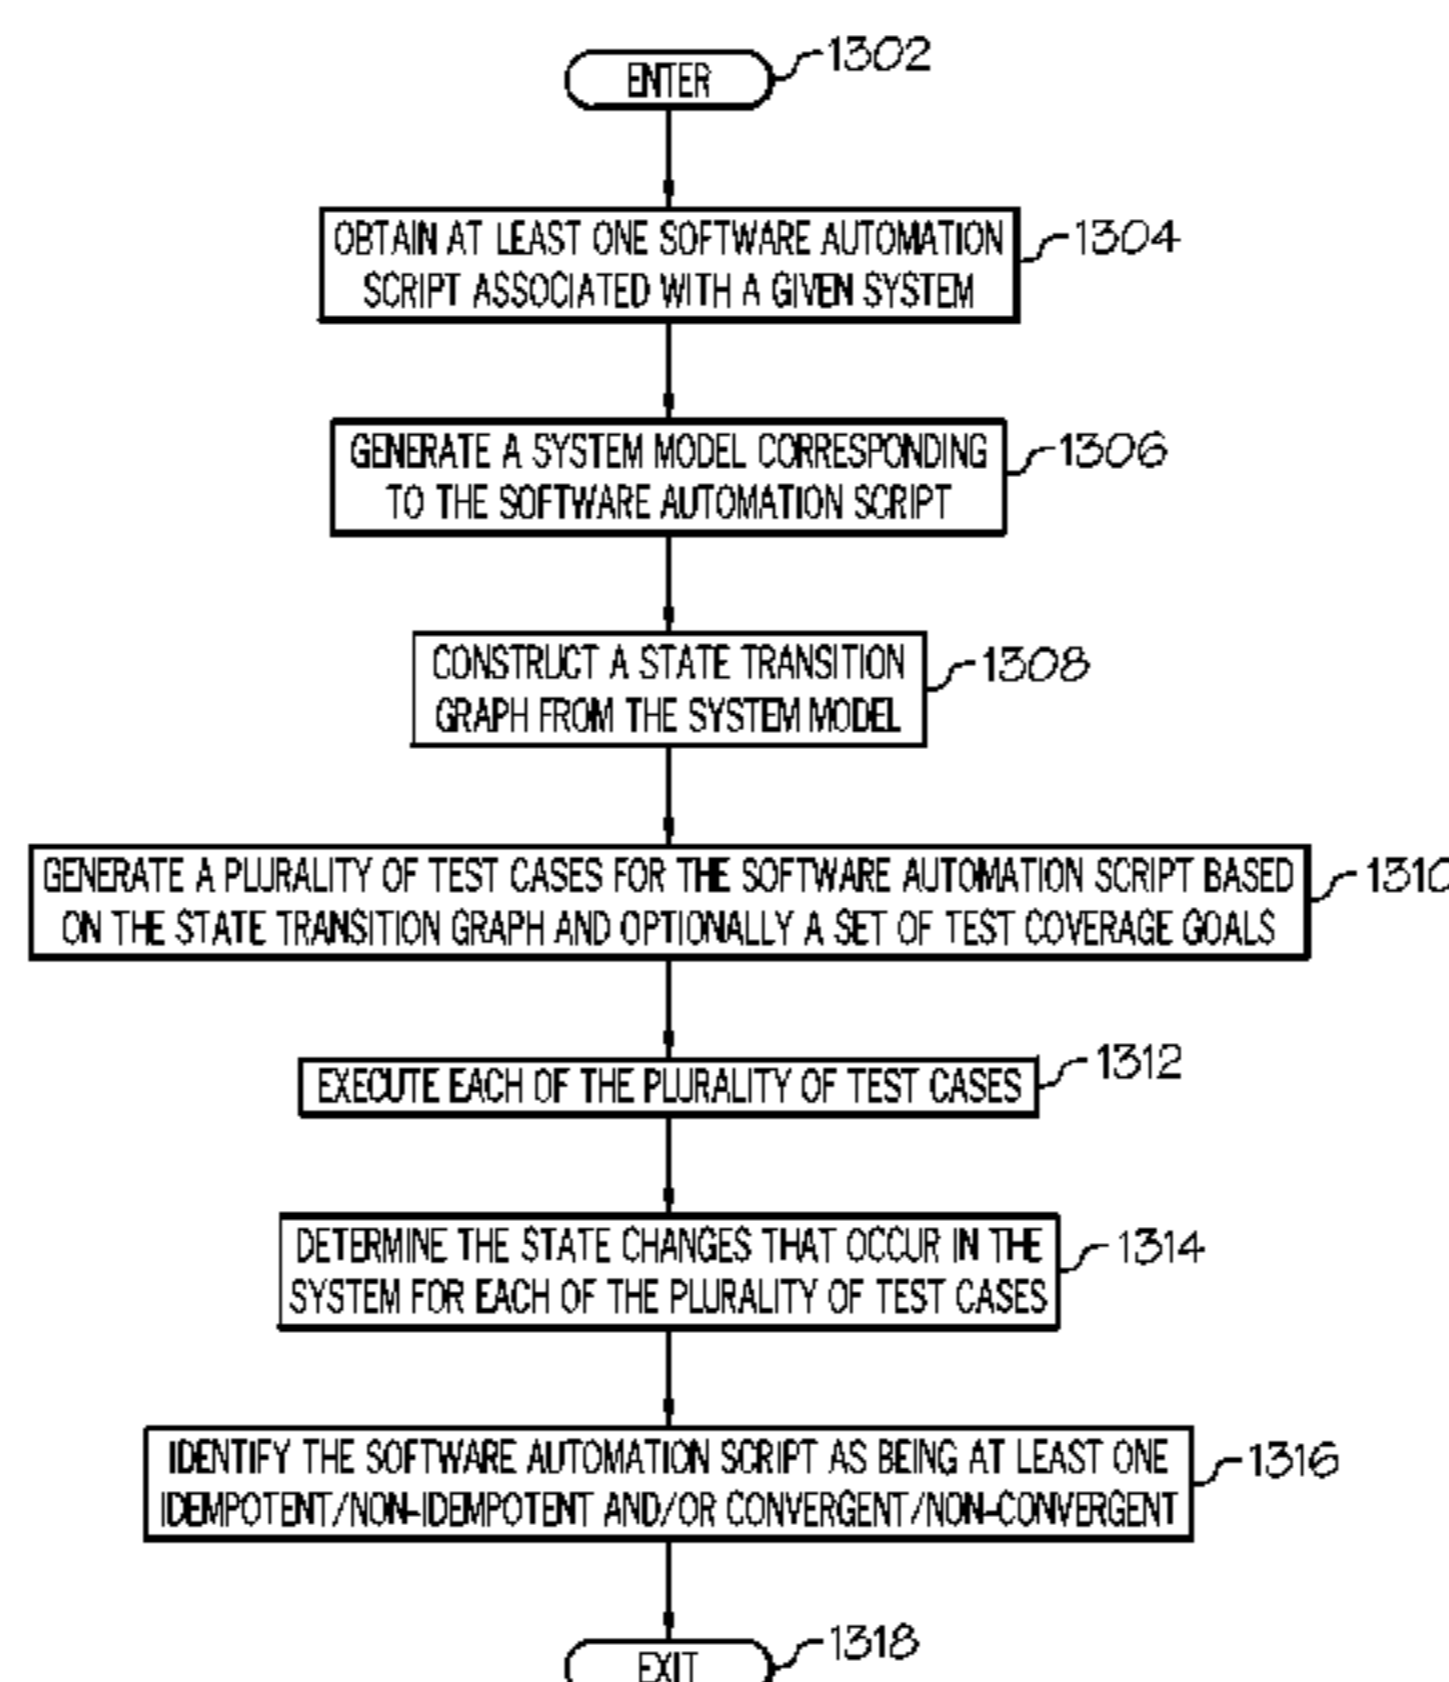 ENTER
1302
OBTAIN AT LEAST ONE SOFTWARE AUTOMATION
SCRIPT ASSOCIATED WITH A GIVEN SYSTEM
1304
GENERATE A SYSTEM MODEL CORRESPONDING
TO THE SOFTWARE AUTOMATION SCRIPT
1306
CONSTRUCT A STATE TRANSITION
GRAPH FROM THE SYSTEM MODEL
1308
GENERATE A PLURALITY OF TEST CASES FOR THE SOFTWARE AUTOMATION SCRIPT BASED
ON THE STATE TRANSITION GRAPH AND OPTIONALLY A SET OF TEST COVERAGE GOALS
1310
EXECUTE EACH OF THE PLURALITY OF TEST CASES
1312
DETERMINE THE STATE CHANGES THAT OCCUR IN THE
SYSTEM FOR EACH OF THE PLURALITY OF TEST CASES
1314
IDENTIFY THE SOFTWARE AUTOMATION SCRIPT AS BEING AT LEAST ONE
IDEMPOTENT/NON-IDEMPOTENT AND/OR CONVERGENT/NON-CONVERGENT
1316
EXIT
1318